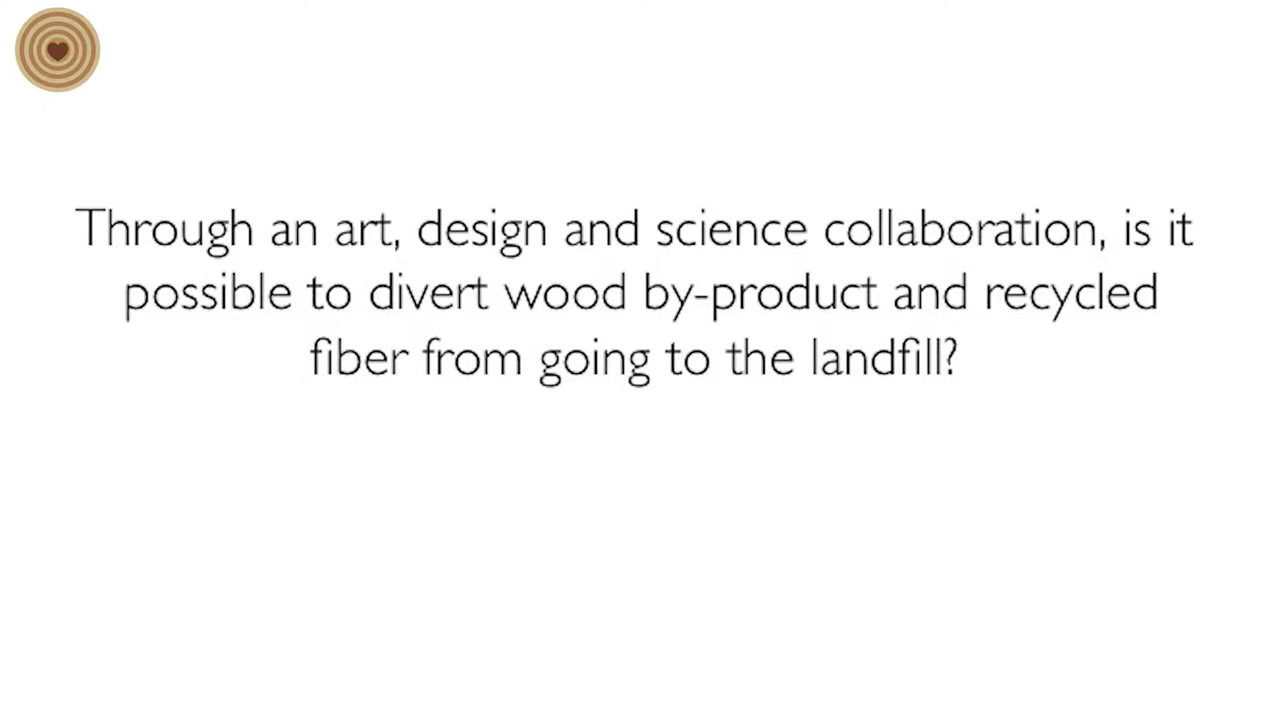 Through an art, design and science collaboration, is it
possible to divert wood by-product and recycled
fiber from going to the landfill?